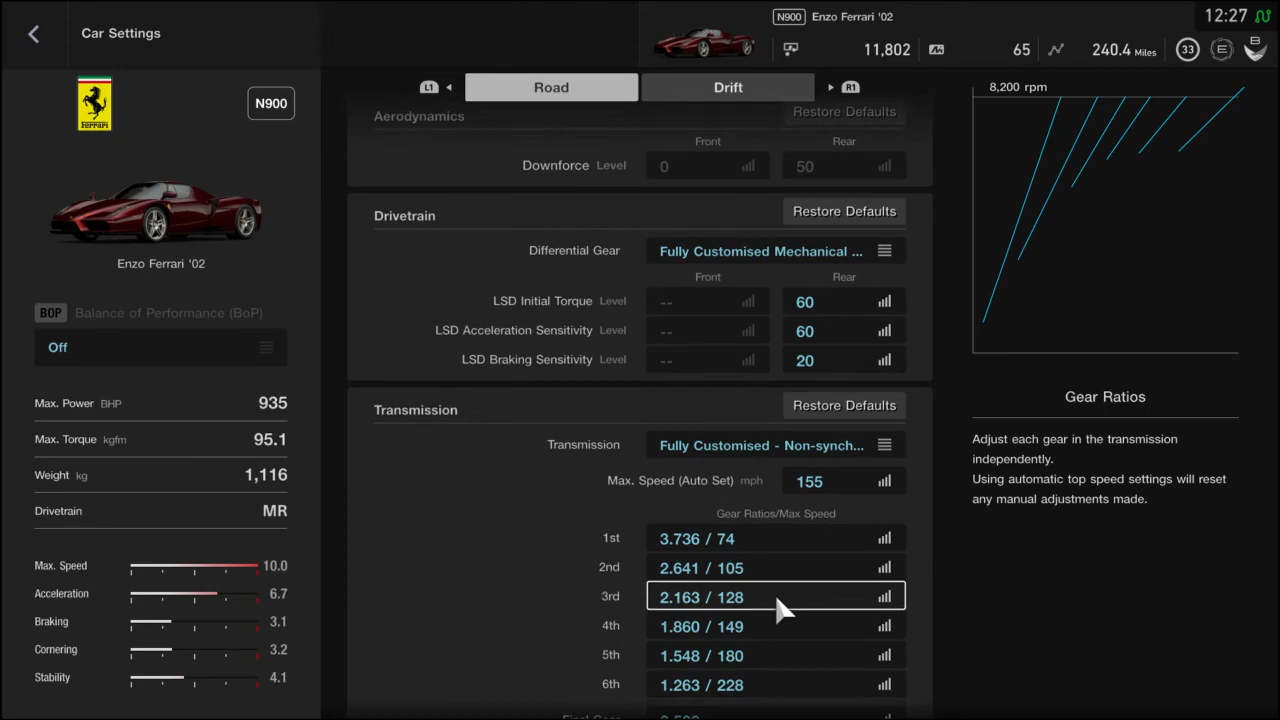 Car Settings
N900 Enzo Ferrari '02
12:27
11,802
65
240.4 Miles
33
E
B
Ferrari
N900
Enzo Ferrari '02
BOP Balance of Performance (BoP)
Off
Max. Power BHP 935
Max. Torque kgfm 95.1
Weight kg 1,116
Drivetrain MR
Max. Speed 10.0
Acceleration 6.7
Braking 3.1
Cornering 3.2
Stability 4.1
L1 Road Drift R1
Aerodynamics Restore Defaults
Front Rear
Downforce Level 0 50
Drivetrain Restore Defaults
Differential Gear Fully Customised Mechanical ...
Front Rear
LSD Initial Torque Level -- 60
LSD Acceleration Sensitivity Level -- 60
LSD Braking Sensitivity Level -- 20
Transmission Restore Defaults
Transmission Fully Customised - Non-synch...
Max. Speed (Auto Set) mph 155
Gear Ratios/Max Speed
1st 3.736 / 74
2nd 2.641 / 105
3rd 2.163 / 128
4th 1.860 / 149
5th 1.548 / 180
6th 1.263 / 228
Final Gear
8,200 rpm
Gear Ratios
Adjust each gear in the transmission
independently.
Using automatic top speed settings will reset
any manual adjustments made.